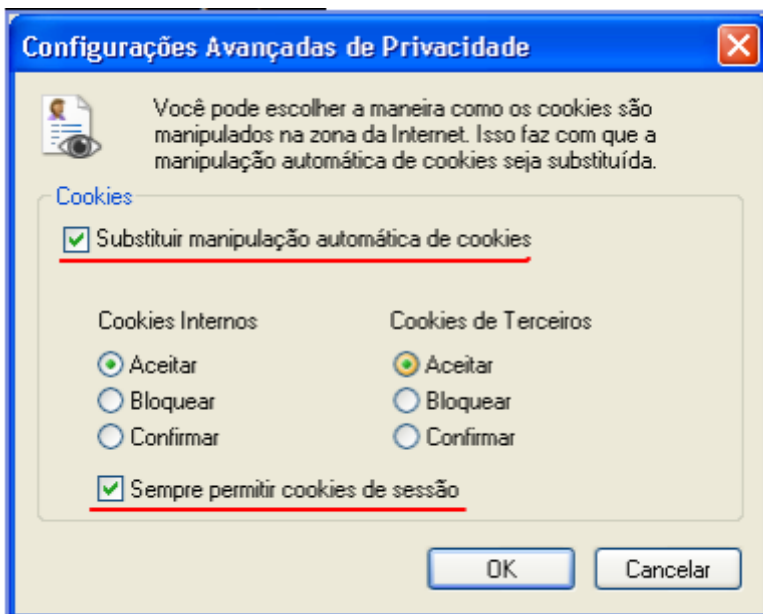 Configurações Avançadas de Privacidade
Você pode escolher a maneira como os cookies são
manipulados na zona da Internet. Isso faz com que a
manipulação automática de cookies seja substituída.
Cookies
Substituir manipulação automática de cookies
Cookies Internos
Cookies de Terceiros
Aceitar
Aceitar
Bloquear
Bloquear
Confirmar
Confirmar
Sempre permitir cookies de sessão
OK
Cancelar